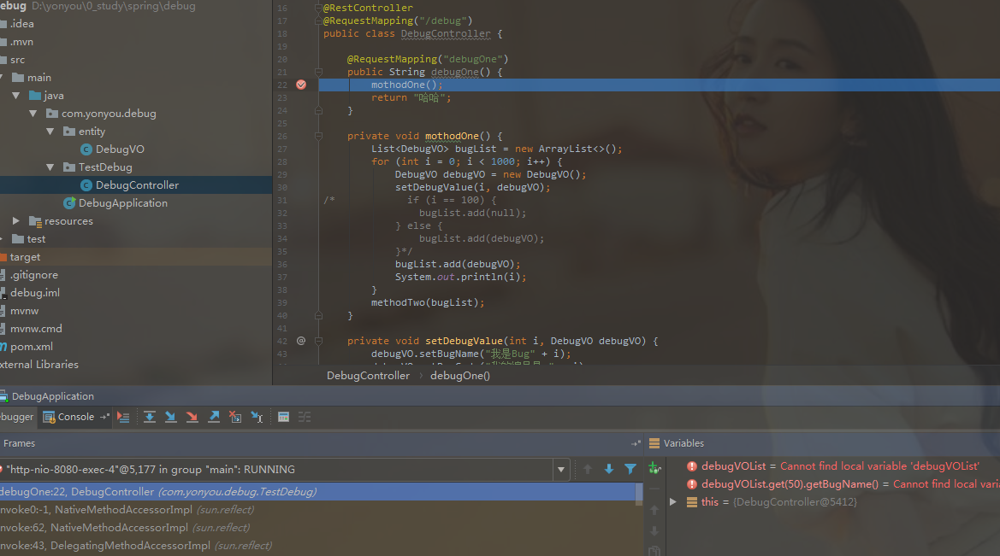 ebug D:\yonyou\0_study\spring\debug
.idea
.mvn
src
main
java
com.yonyou.debug
entity
DebugVO
TestDebug
DebugController
DebugApplication
resources
test
target
.gitignore
debug.iml
mvnw
mvnw.cmd
pom.xml
xternal Libraries
16 @RestController
17 @RequestMapping("/debug")
18 public class DebugController {
19
20 @RequestMapping("debugOne")
21 public String debugOne() {
22 mothodOne();
23 return "哈哈";
24 }
25
26 private void mothodOne() {
27 List<DebugVO> bugList = new ArrayList<>();
28 for (int i = 0; i < 1000; i++) {
29 DebugVO debugVO = new DebugVO();
30 setDebugValue(i, debugVO);
31 /* if (i == 100) {
32 bugList.add(null);
33 } else {
34 bugList.add(debugVO);
35 }*/
36 bugList.add(debugVO);
37 System.out.println(i);
38 }
39 methodTwo(bugList);
40 }
41
42 @ private void setDebugValue(int i, DebugVO debugVO) {
43 debugVO.setBugName("我是Bug" + i);
DebugController › debugOne()
DebugApplication
ebugger Console
Frames
"http-nio-8080-exec-4"@5,177 in group "main": RUNNING
debugOne:22, DebugController (com.yonyou.debug.TestDebug)
nvoke0:-1, NativeMethodAccessorImpl (sun.reflect)
nvoke:62, NativeMethodAccessorImpl (sun.reflect)
nvoke:43, DelegatingMethodAccessorImpl (sun.reflect)
Variables
debugVOList = Cannot find local variable 'debugVOList'
debugVOList.get(50).getBugName() = Cannot find local varia
this = {DebugController@5412}